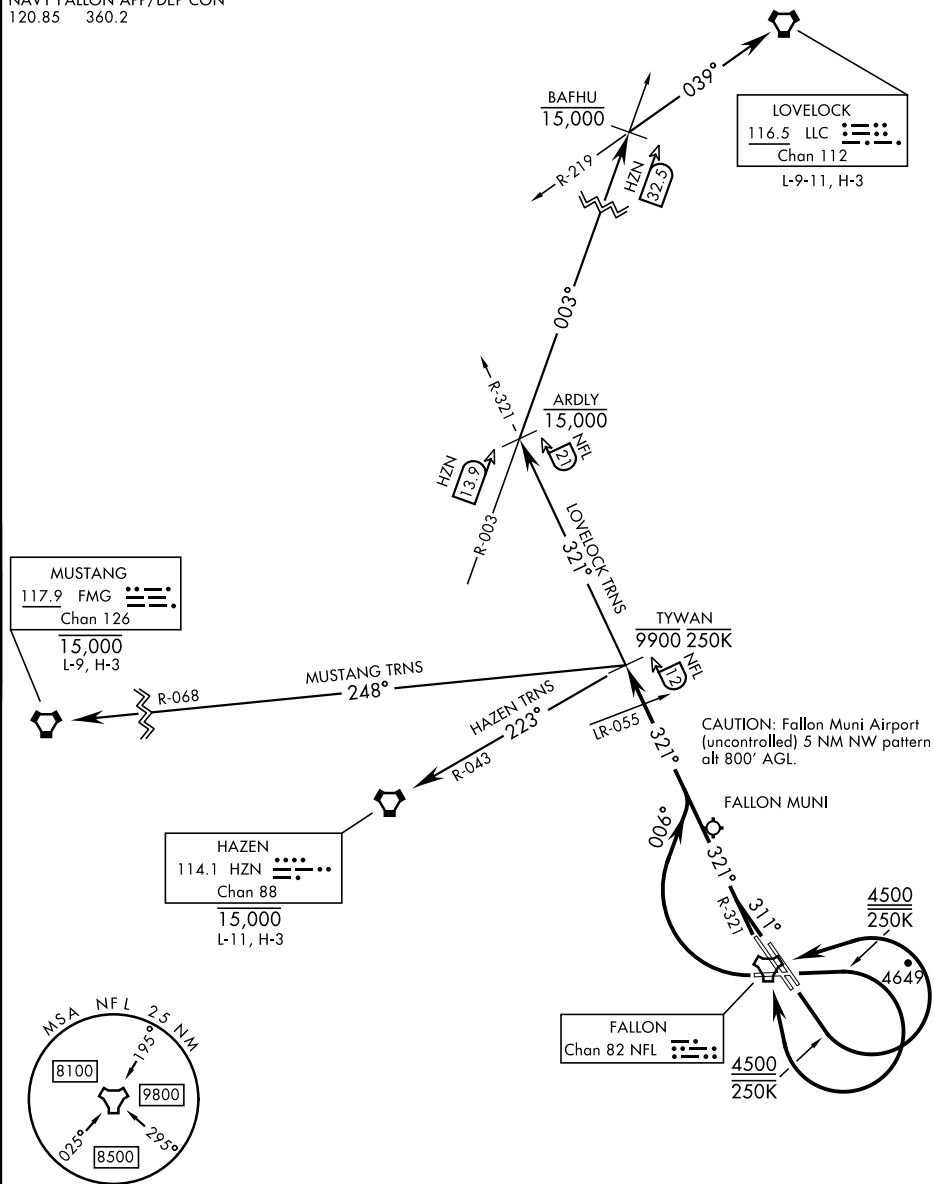 NAVY FALLON APP/DEP CON
120.85 360.2
039°
BAFHU
15,000
LOVELOCK
116.5 LLC
Chan 112
L-9-11, H-3
R-219
HZN
32.5
003°
R-321
ARDLY
15,000
NFL
21
HZN
13.9
R-003
LOVELOCK TRNS
321°
MUSTANG
117.9 FMG
Chan 126
15,000
L-9, H-3
TYWAN
9900 250K
NFL
12
R-068
MUSTANG TRNS
248°
HAZEN TRNS
223°
R-043
LR-055
321°
CAUTION: Fallon Muni Airport
(uncontrolled) 5 NM NW pattern
alt 800' AGL.
FALLON MUNI
006°
321°
HAZEN
114.1 HZN
Chan 88
15,000
L-11, H-3
R-321
311°
4500
250K
4649
FALLON
Chan 82 NFL
4500
250K
MSA NFL 25 NM
195°
8100
9800
025°
295°
8500